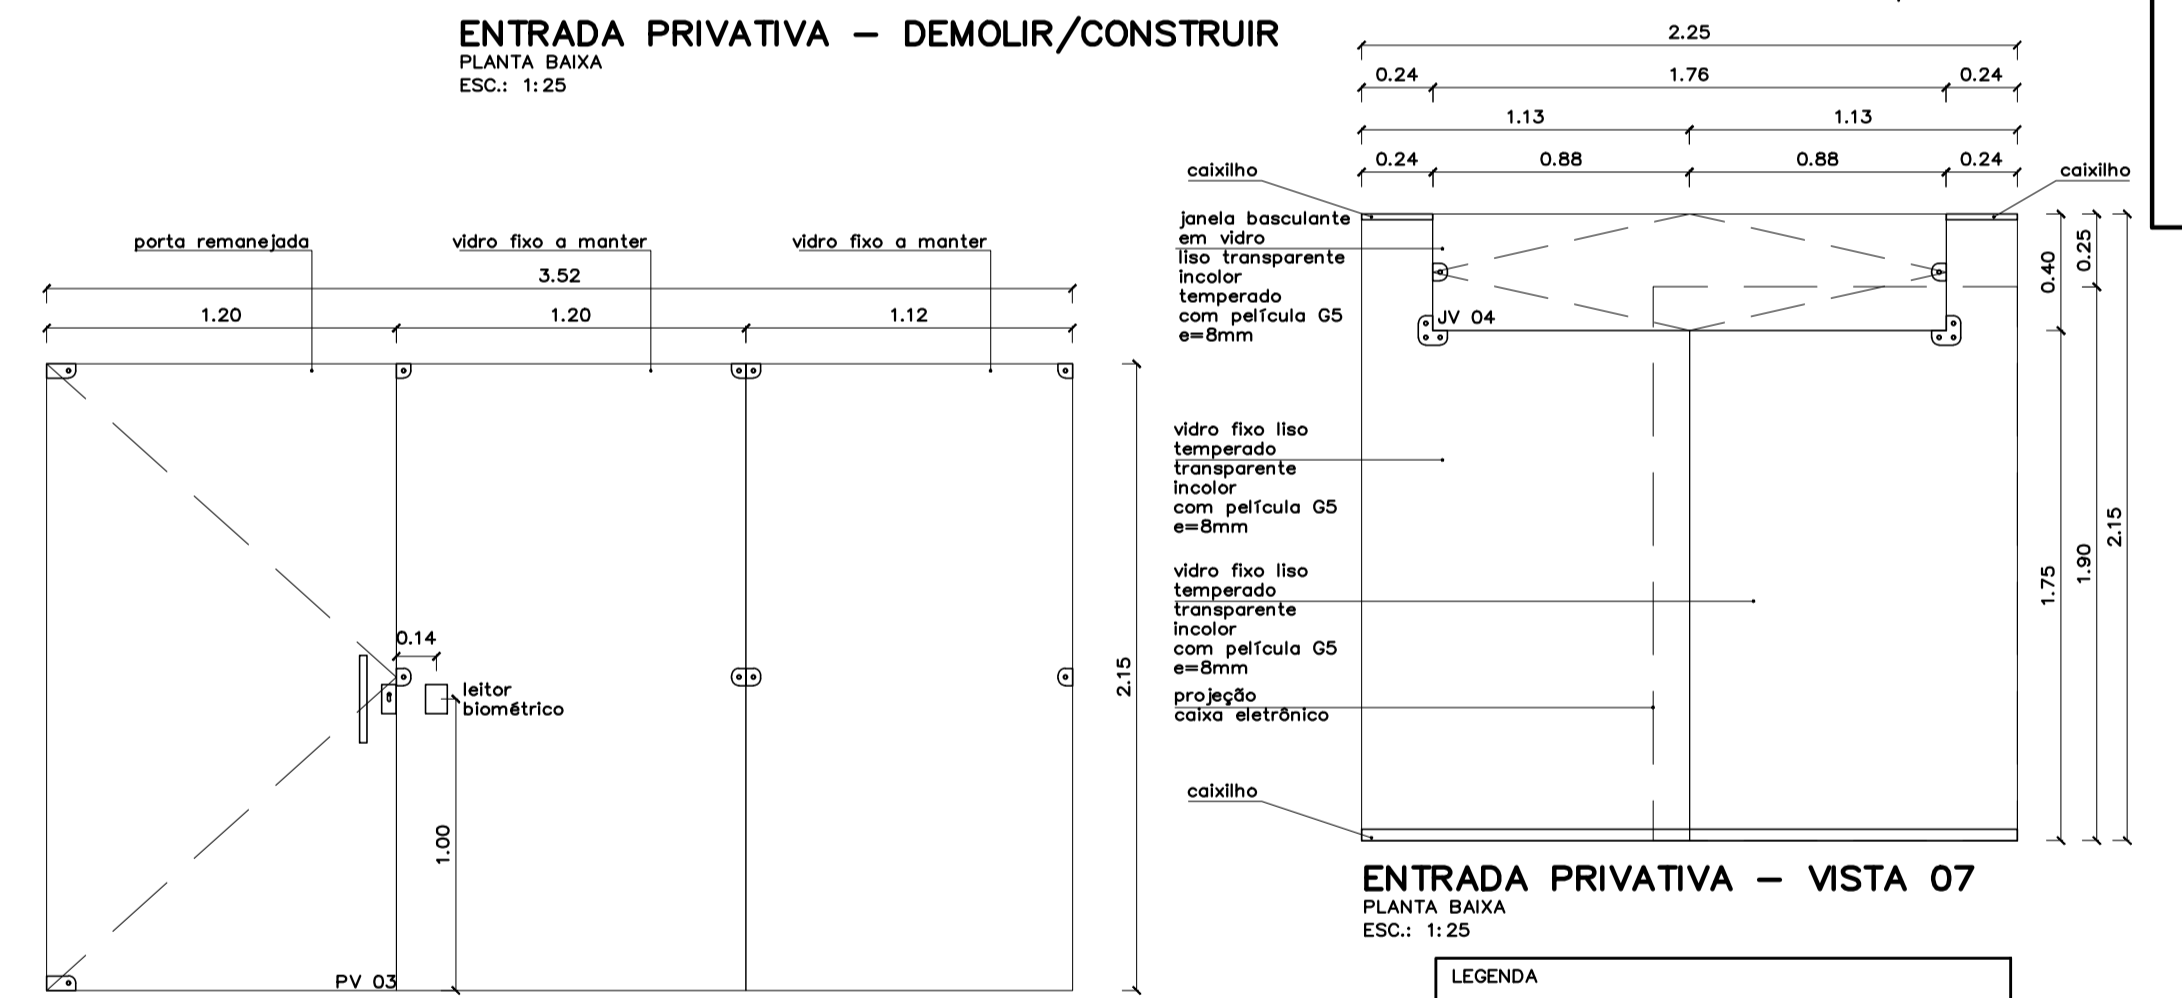 ENTRADA PRIVATIVA – DEMOLIR/CONSTRUIR
PLANTA BAIXA
ESC.: 1:25
porta remanejada
vidro fixo a manter
vidro fixo a manter
3.52
1.20
1.20
1.12
0.14
leitor
biométrico
1.00
2.15
PV 03
2.25
0.24
1.76
0.24
1.13
1.13
0.24
0.88
0.88
0.24
caixilho
caixilho
janela basculante
em vidro
liso transparente
incolor
temperado
com película G5
e=8mm
JV 04
0.40
0.25
vidro fixo liso
temperado
transparente
incolor
com película G5
e=8mm
vidro fixo liso
temperado
transparente
incolor
com película G5
e=8mm
projeção
caixa eletrônico
caixilho
1.75
1.90
2.15
ENTRADA PRIVATIVA – VISTA 07
PLANTA BAIXA
ESC.: 1:25
LEGENDA